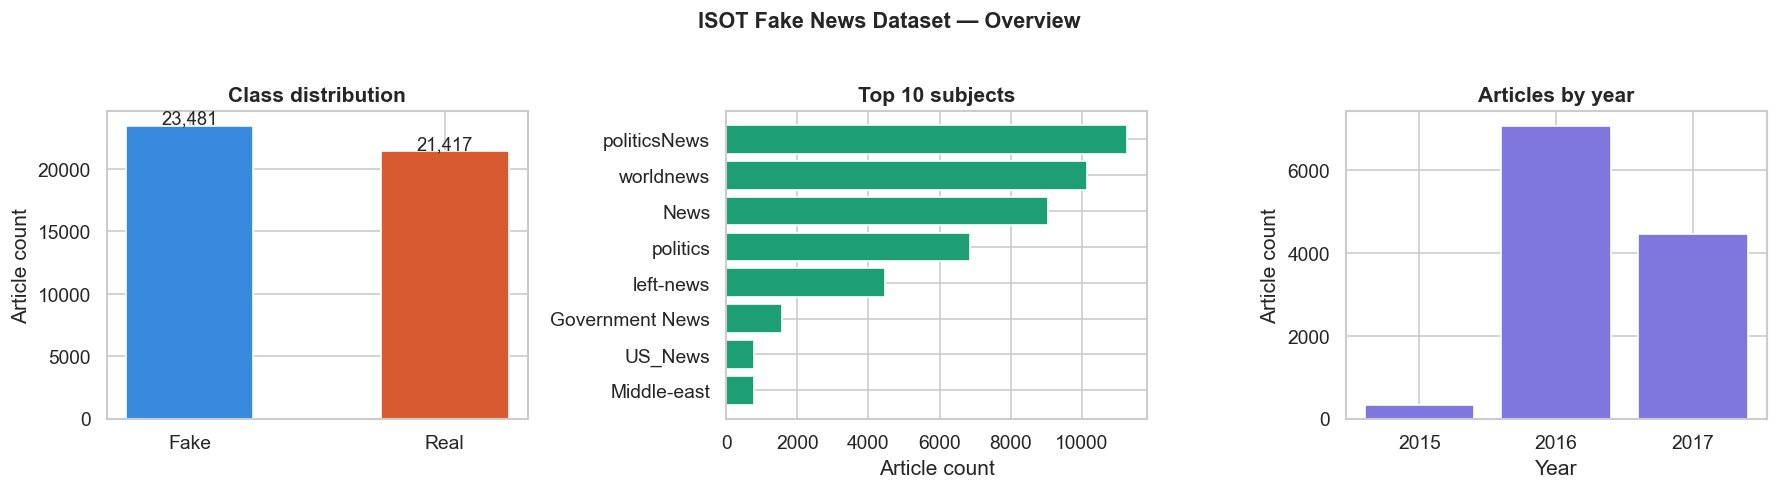 ISOT Fake News Dataset — Overview
Class distribution
23,481
21,417
20000
15000
10000
5000
0
Article count
Fake
Real
Top 10 subjects
politicsNews
worldnews
News
politics
left-news
Government News
US_News
Middle-east
0 2000 4000 6000 8000 10000
Article count
Articles by year
6000
4000
2000
0
Article count
2015 2016 2017
Year